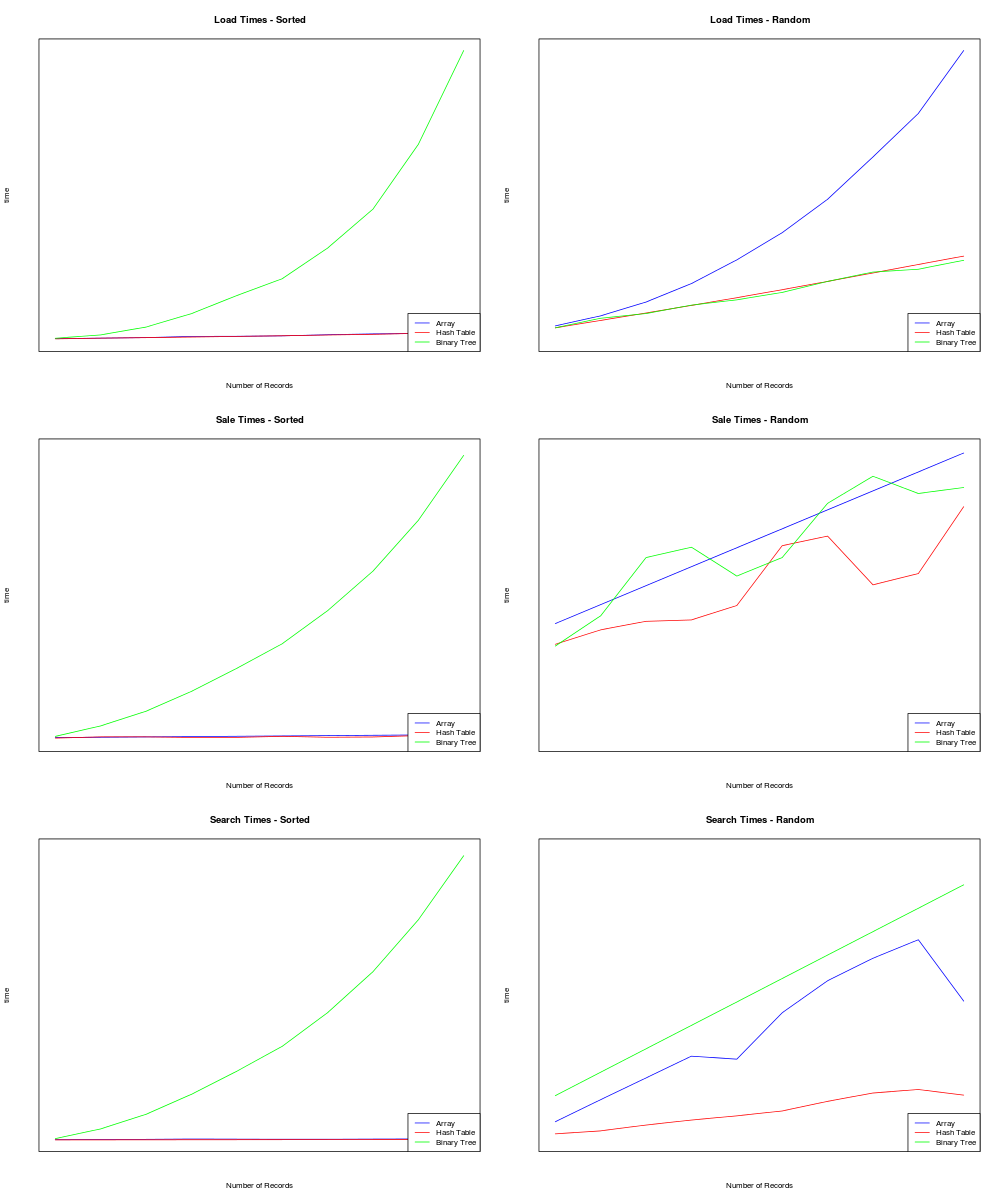 Load Times - Sorted
time
Array
Hash Table
Binary Tree
Number of Records
Load Times - Random
time
Array
Hash Table
Binary Tree
Number of Records
Sale Times - Sorted
time
Array
Hash Table
Binary Tree
Number of Records
Sale Times - Random
time
Array
Hash Table
Binary Tree
Number of Records
Search Times - Sorted
time
Array
Hash Table
Binary Tree
Number of Records
Search Times - Random
time
Array
Hash Table
Binary Tree
Number of Records